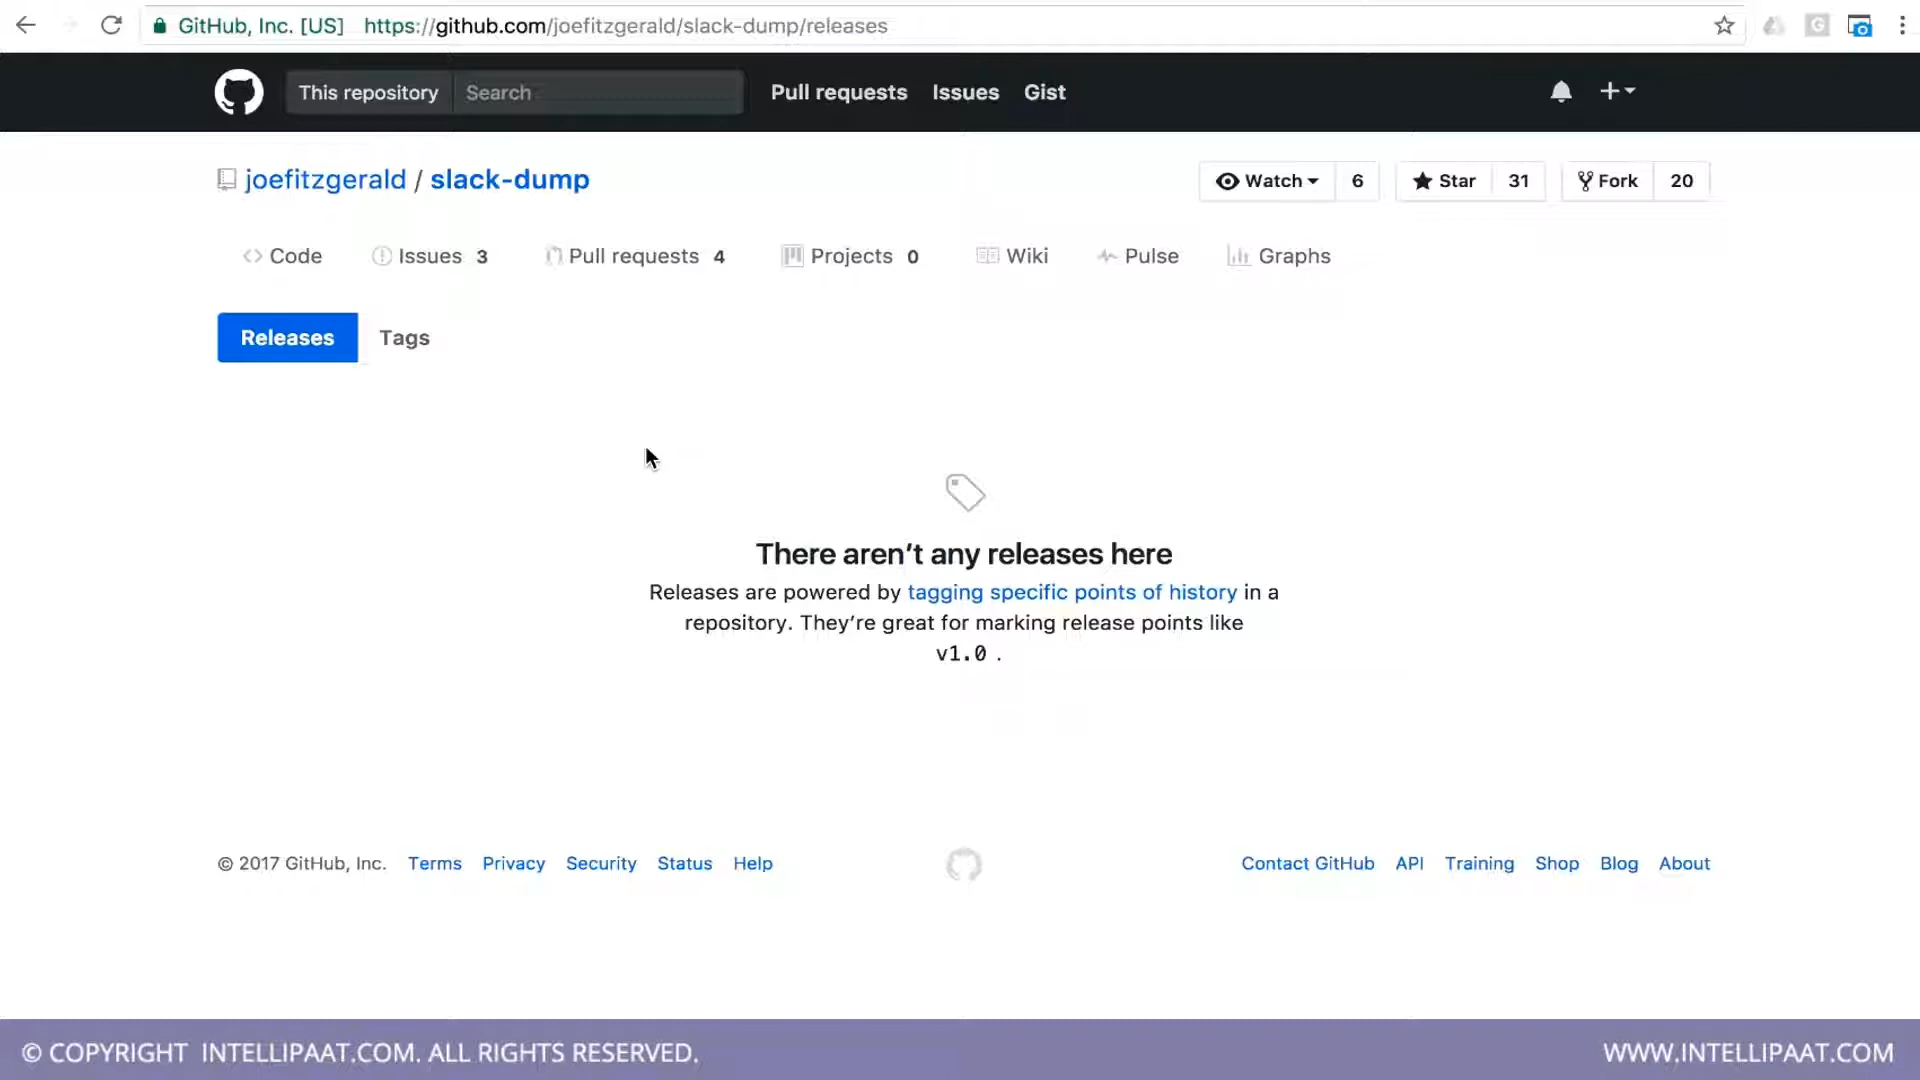 GitHub, Inc. [US] https://github.com/joefitzgerald/slack-dump/releases
This repository Search Pull requests Issues Gist
joefitzgerald / slack-dump Watch 6 Star 31 Fork 20
Code Issues 3 Pull requests 4 Projects 0 Wiki Pulse Graphs
Releases Tags
There aren’t any releases here
Releases are powered by tagging specific points of history in a
repository. They’re great for marking release points like
v1.0 .
© 2017 GitHub, Inc. Terms Privacy Security Status Help Contact GitHub API Training Shop Blog About
© COPYRIGHT INTELLIPAAT.COM. ALL RIGHTS RESERVED. WWW.INTELLIPAAT.COM